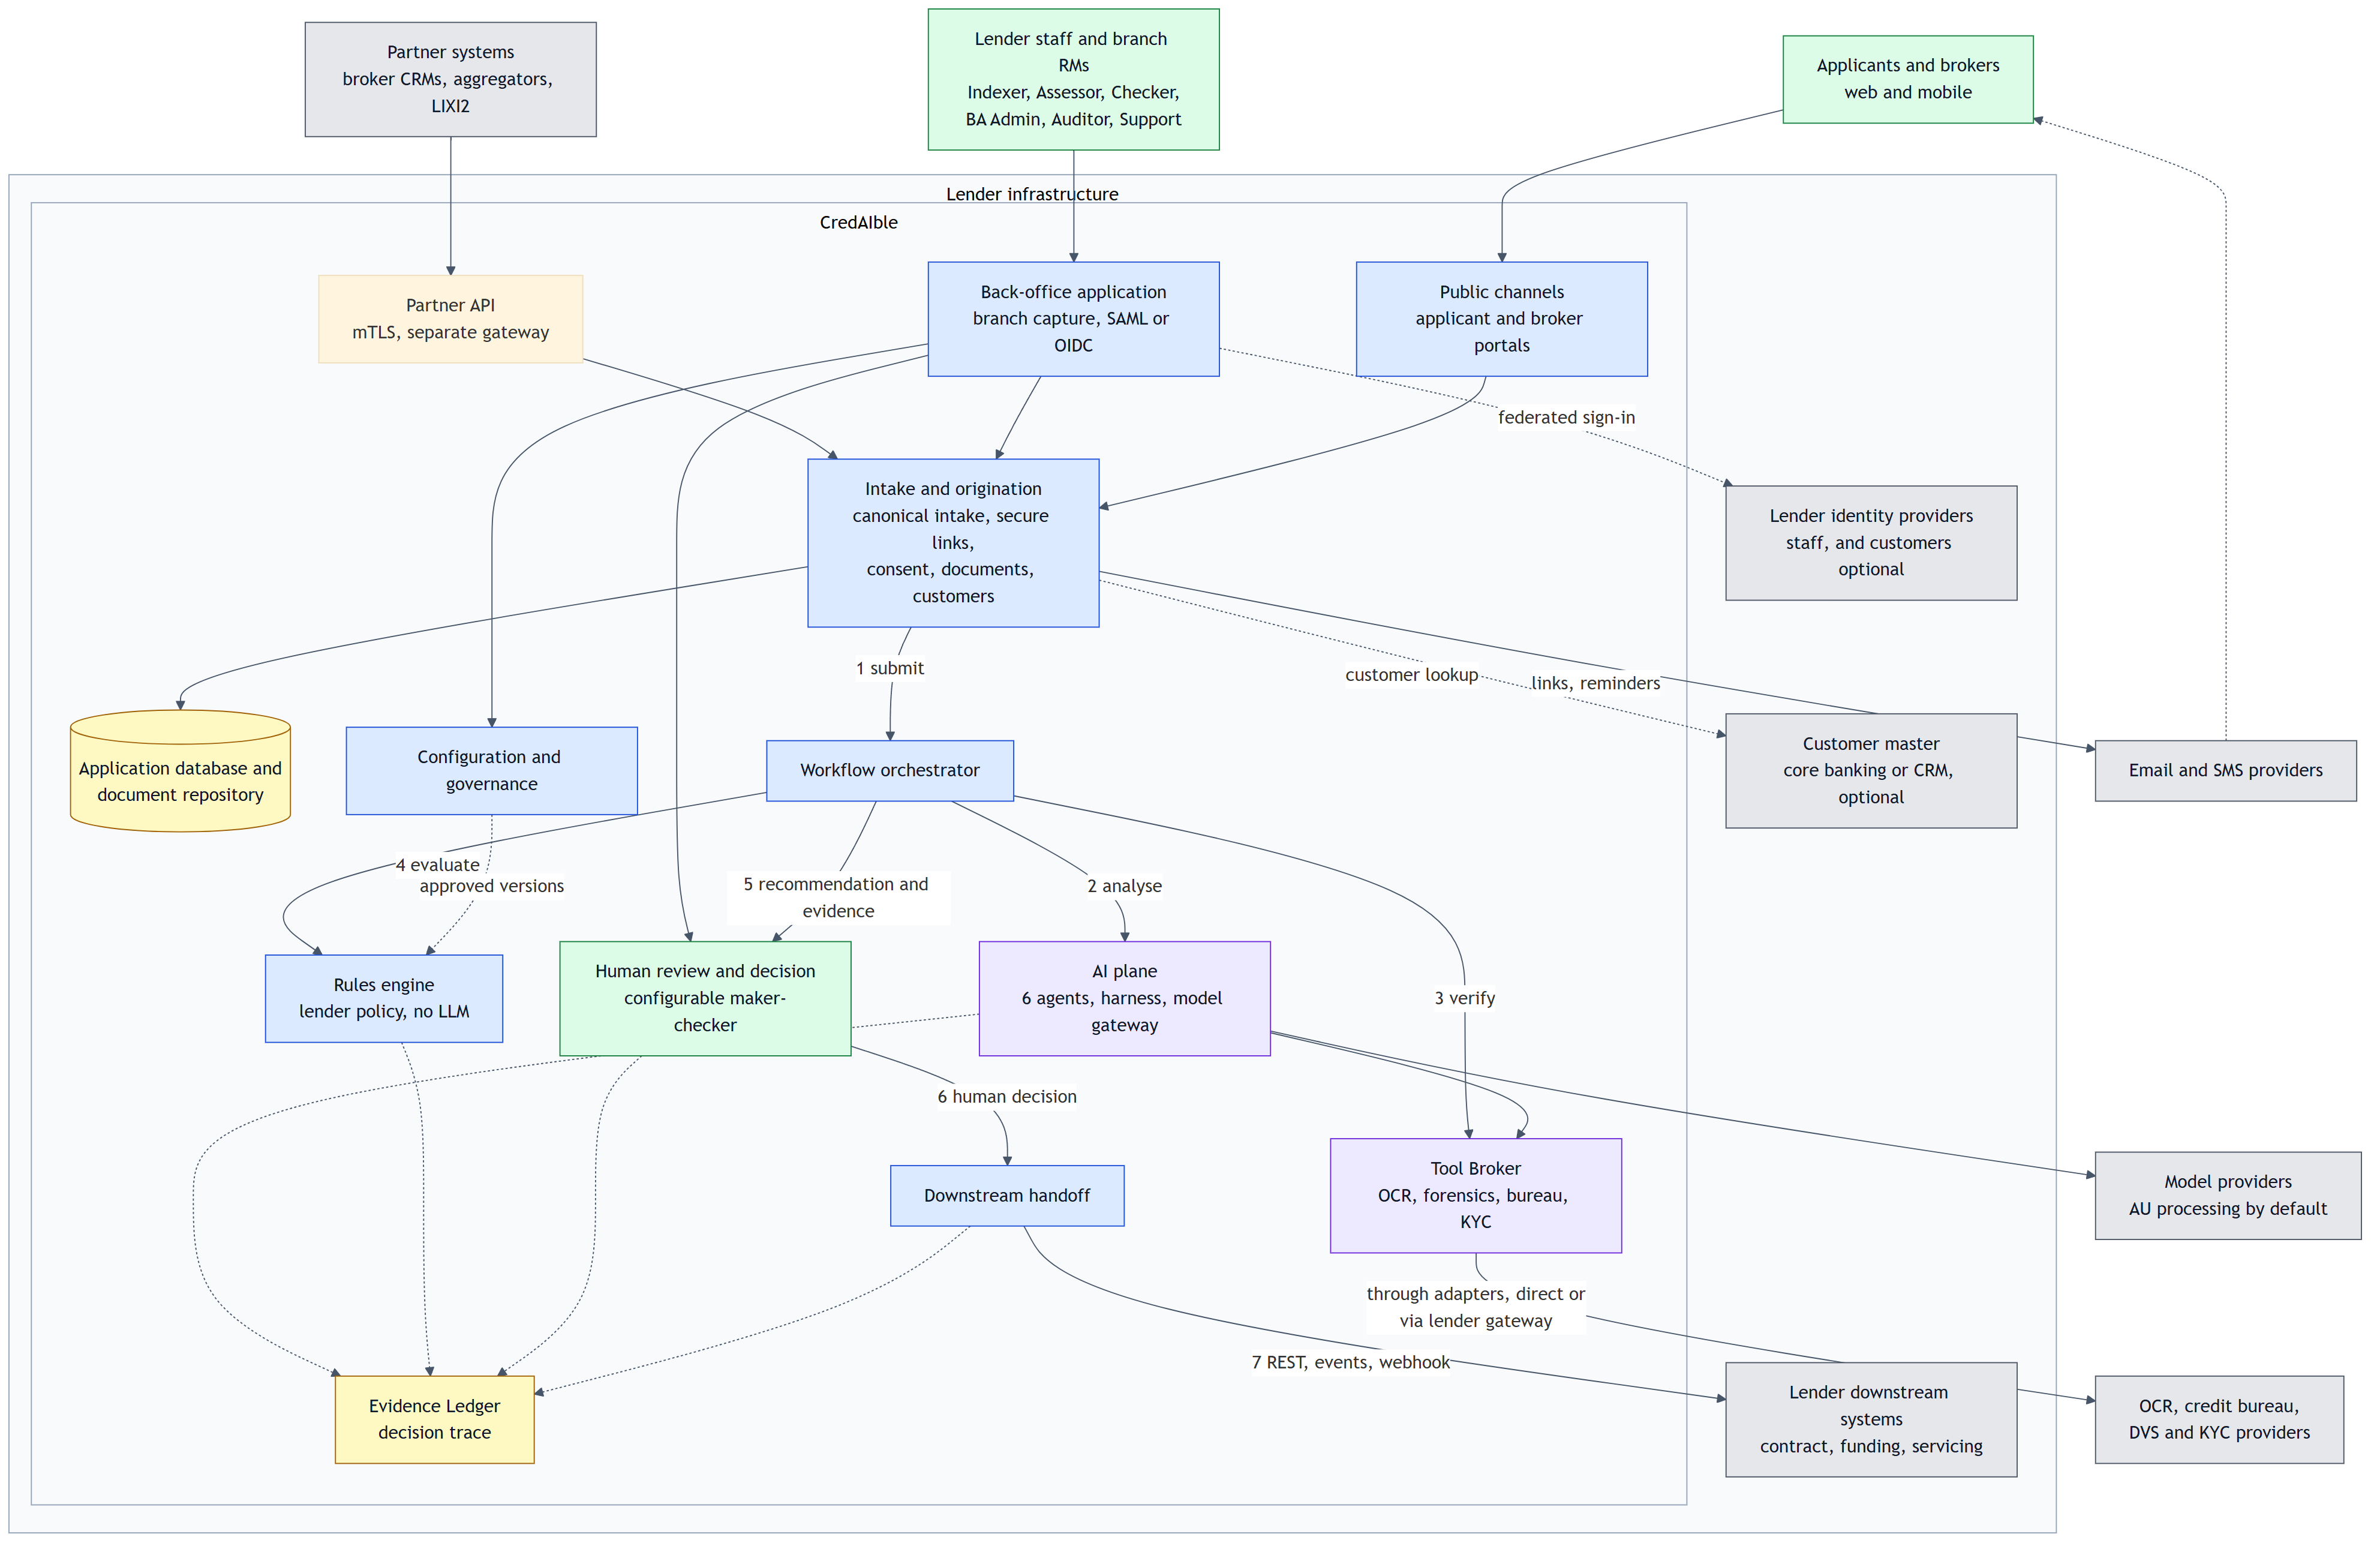 Partner systems
broker CRMs, aggregators,
LIXI2
Lender staff and branch
RMs
Indexer, Assessor, Checker,
BA Admin, Auditor, Support
Applicants and brokers
web and mobile
Lender infrastructure
CredAIble
Partner API
mTLS, separate gateway
Back-office application
branch capture, SAML or
OIDC
Public channels
applicant and broker
portals
federated sign-in
Intake and origination
canonical intake, secure
links,
consent, documents,
customers
Lender identity providers
staff, and customers
optional
1 submit
customer lookup
links, reminders
Application database and
document repository
Configuration and
governance
Workflow orchestrator
Customer master
core banking or CRM,
optional
Email and SMS providers
4 evaluate
approved versions
5 recommendation and
evidence
2 analyse
3 verify
Rules engine
lender policy, no LLM
Human review and decision
configurable maker-
checker
AI plane
6 agents, harness, model
gateway
6 human decision
Downstream handoff
Tool Broker
OCR, forensics, bureau,
KYC
Model providers
AU processing by default
through adapters, direct or
via lender gateway
7 REST, events, webhook
Evidence Ledger
decision trace
Lender downstream
systems
contract, funding, servicing
OCR, credit bureau,
DVS and KYC providers